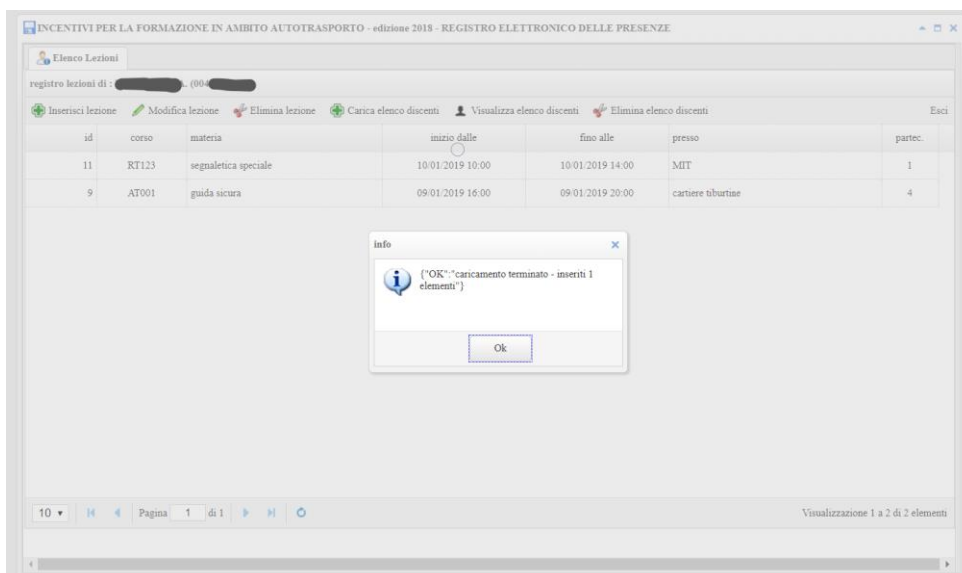 INCENTIVI PER LA FORMAZIONE IN AMBITO AUTOTRASPORTO - edizione 2018 - REGISTRO ELETTRONICO DELLE PRESENZE
Elenco Lezioni
registro lezioni di : . (004
Inserisci lezione Modifica lezione Elimina lezione Carica elenco discenti Visualizza elenco discenti Elimina elenco discenti Esci
id corso materia inizio dalle fino alle presso partec.
11 RT123 segnaletica speciale 10/01/2019 10:00 10/01/2019 14:00 MIT 1
9 AT001 guida sicura 09/01/2019 16:00 09/01/2019 20:00 cartiere tiburtine 4
info
{"OK":"caricamento terminato - inseriti 1
elementi"}
Ok
10 Pagina 1 di 1 Visualizzazione 1 a 2 di 2 elementi